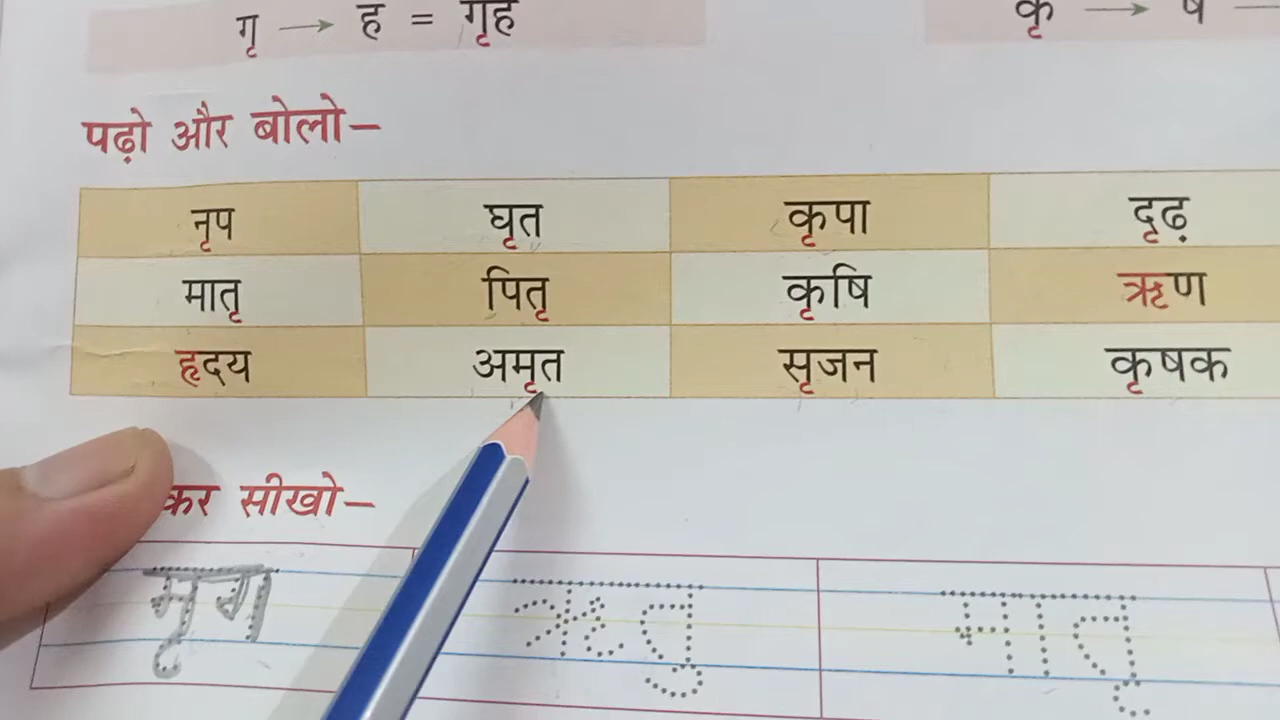 गृ → ह = गृह कृ → ष
पढ़ो और बोलो–
नृप घृत कृपा दृढ़
मातृ पितृ कृषि ऋण
हृदय अमृत सृजन कृषक
कर सीखो–
मृग ऋतु मातृ